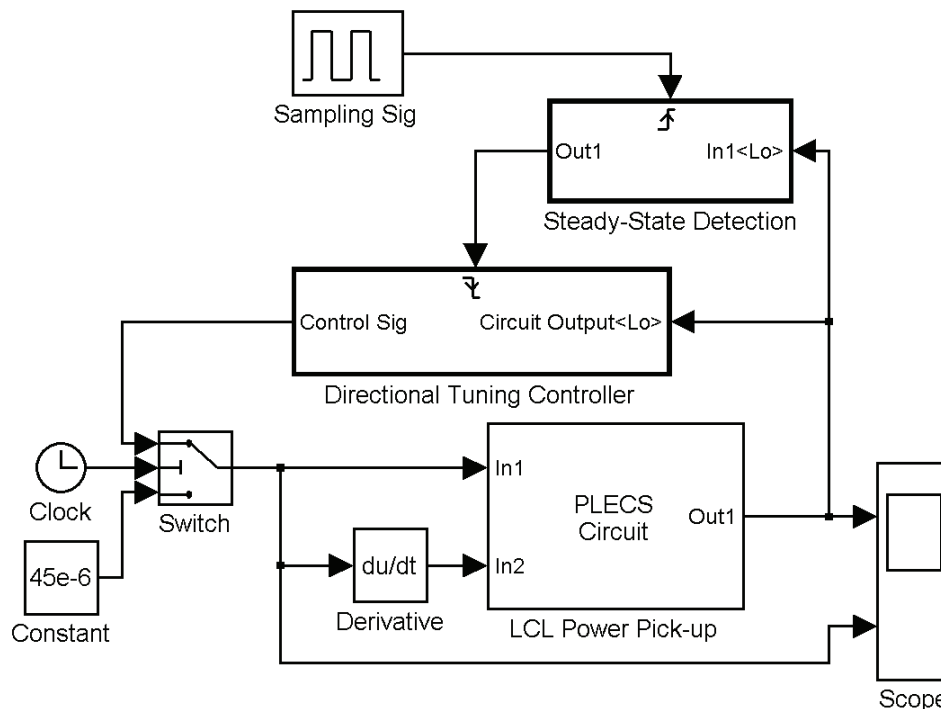 Sampling Sig
Out1
In1<Lo>
Steady-State Detection
Control Sig
Circuit Output<Lo>
Directional Tuning Controller
Clock
Switch
45e-6
Constant
du/dt
Derivative
In1
In2
PLECS
Circuit
Out1
LCL Power Pick-up
Scope